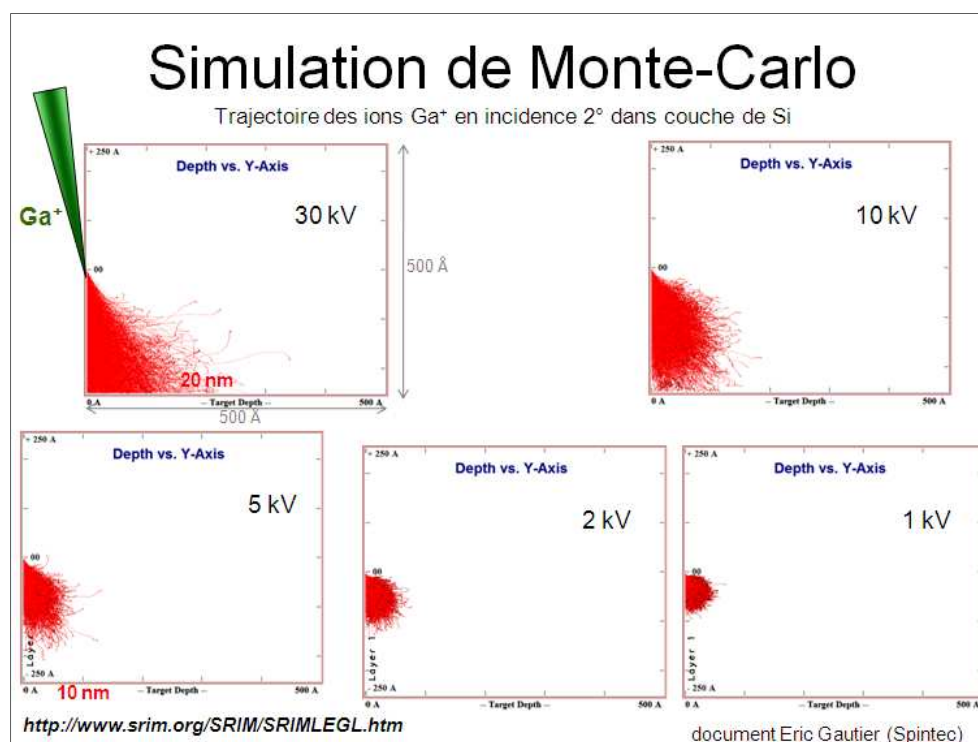 Simulation de Monte-Carlo
Trajectoire des ions Ga⁺ en incidence 2° dans couche de Si
Ga⁺
+ 250 A
Depth vs. Y-Axis
30 kV
00
20 nm
0 A
-- Target Depth --
500 A
500 Å
500 Å
+ 250 A
Depth vs. Y-Axis
10 kV
00
0 A
-- Target Depth --
500 A
+ 250 A
Depth vs. Y-Axis
5 kV
00
Layer 1
- 250 A
0 A
10 nm
-- Target Depth --
500 A
+ 250 A
Depth vs. Y-Axis
2 kV
00
Layer 1
- 250 A
0 A
-- Target Depth --
500 A
+ 250 A
Depth vs. Y-Axis
1 kV
00
Layer 1
- 250 A
0 A
-- Target Depth --
500 A
http://www.srim.org/SRIM/SRIMLEGL.htm
document Eric Gautier (Spintec)